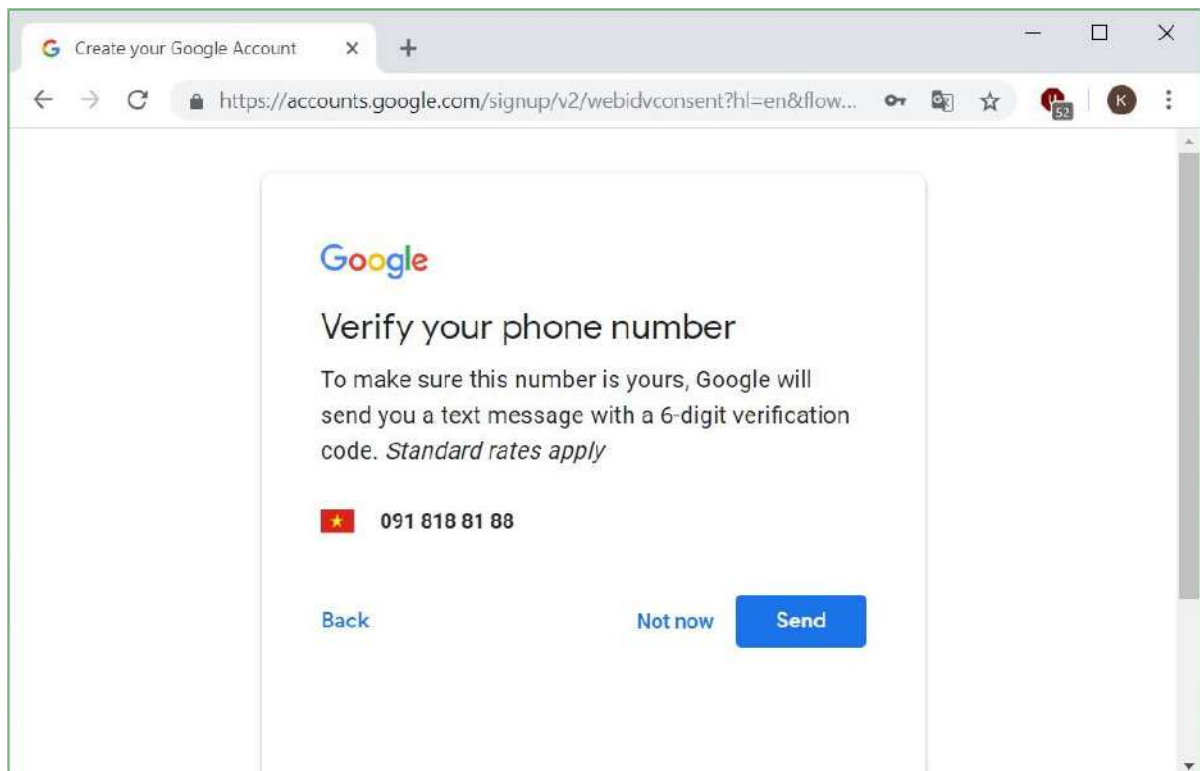 Create your Google Account
https://accounts.google.com/signup/v2/webidvconsent?hl=en&flow...
52
K
Google
Verify your phone number
To make sure this number is yours, Google will
send you a text message with a 6-digit verification
code. Standard rates apply
091 818 81 88
Back Not now Send